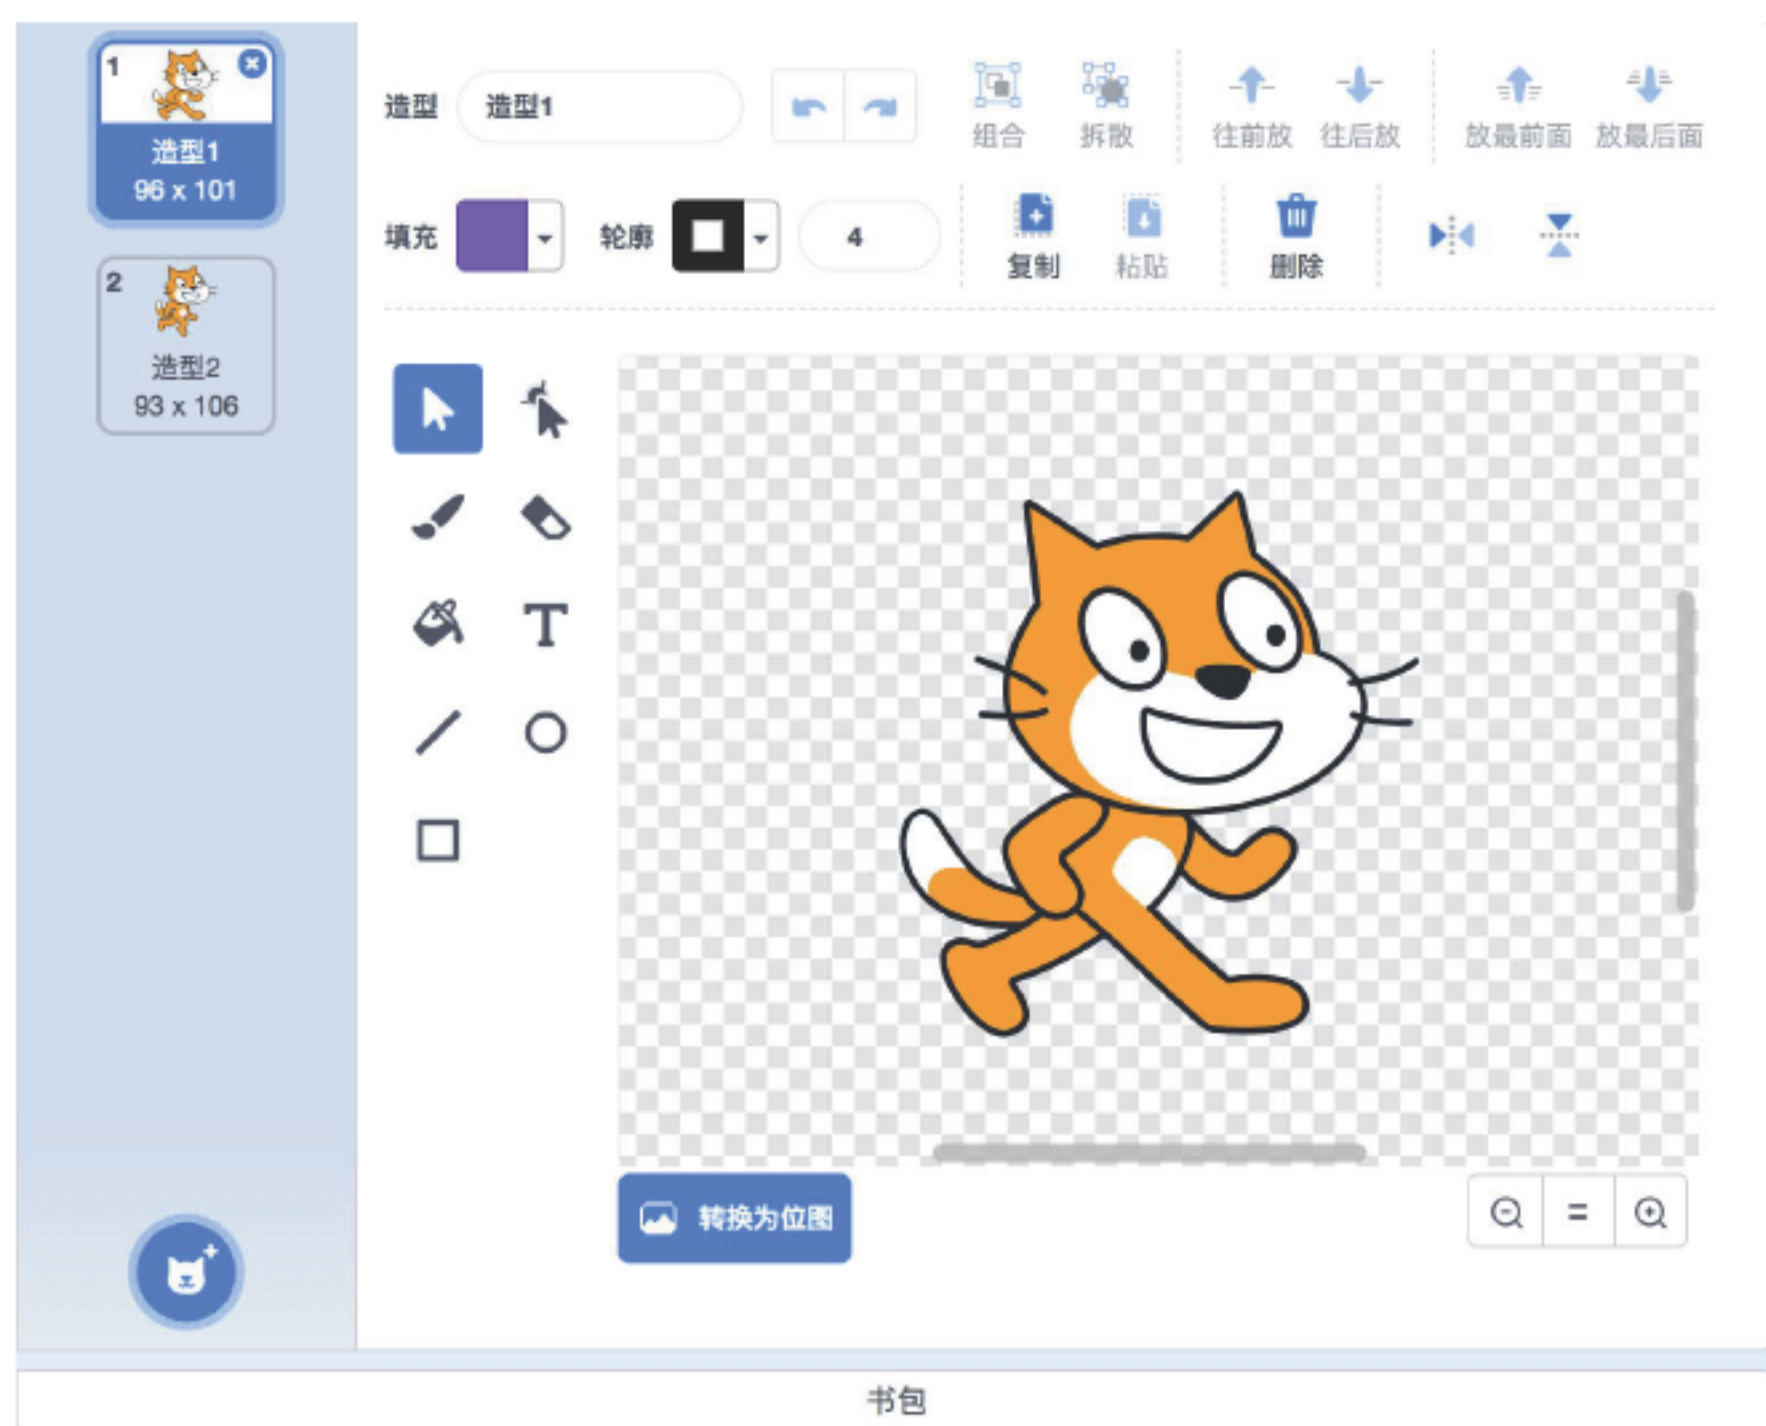 1
造型1
96 x 101
2
造型2
93 x 106
造型 造型1
组合 拆散 往前放 往后放 放最前面 放最后面
填充 轮廓 4
复制 粘贴 删除
T
转换为位图
书包